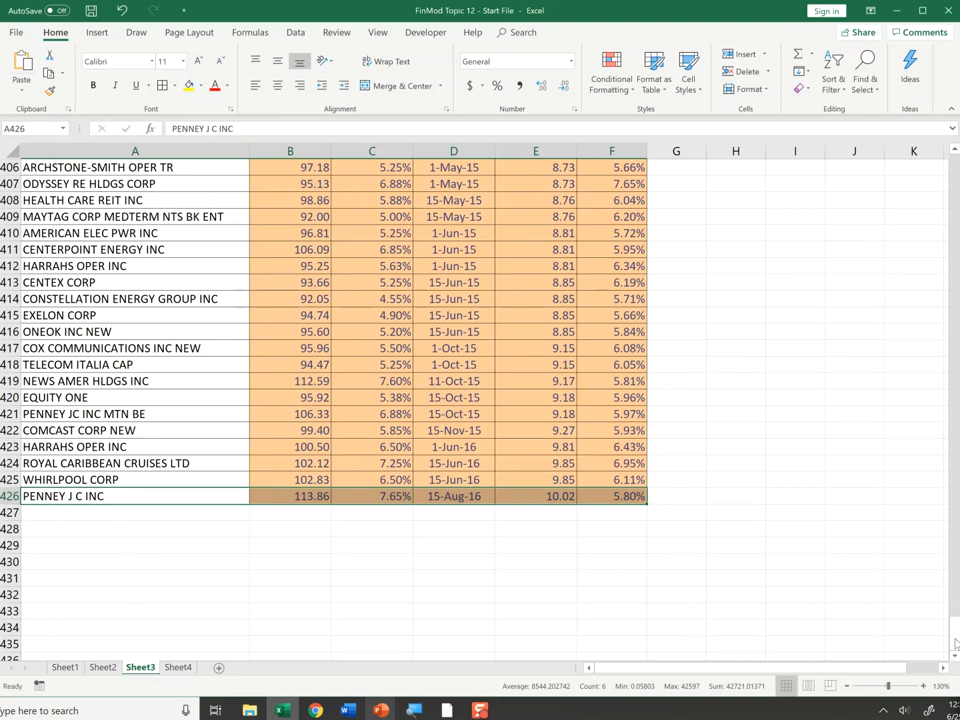 AutoSave Off FinMod Topic 12 - Start File - Excel Sign in
File Home Insert Draw Page Layout Formulas Data Review View Developer Help Search Share Comments
Calibri 11 Wrap Text General Insert
Delete
Paste B I U A Merge & Center $ % Conditional Formatting Format as Table Cell Styles Format Sort & Filter Find & Select Ideas
Clipboard Font Alignment Number Styles Cells Editing Ideas
A426 fx PENNEY J C INC
A B C D E F G H I J K
406 ARCHSTONE-SMITH OPER TR 97.18 5.25% 1-May-15 8.73 5.66%
407 ODYSSEY RE HLDGS CORP 95.13 6.88% 1-May-15 8.73 7.65%
408 HEALTH CARE REIT INC 98.86 5.88% 15-May-15 8.76 6.04%
409 MAYTAG CORP MEDTERM NTS BK ENT 92.00 5.00% 15-May-15 8.76 6.20%
410 AMERICAN ELEC PWR INC 96.81 5.25% 1-Jun-15 8.81 5.72%
411 CENTERPOINT ENERGY INC 106.09 6.85% 1-Jun-15 8.81 5.95%
412 HARRAHS OPER INC 95.25 5.63% 1-Jun-15 8.81 6.34%
413 CENTEX CORP 93.66 5.25% 15-Jun-15 8.85 6.19%
414 CONSTELLATION ENERGY GROUP INC 92.05 4.55% 15-Jun-15 8.85 5.71%
415 EXELON CORP 94.74 4.90% 15-Jun-15 8.85 5.66%
416 ONEOK INC NEW 95.60 5.20% 15-Jun-15 8.85 5.84%
417 COX COMMUNICATIONS INC NEW 95.96 5.50% 1-Oct-15 9.15 6.08%
418 TELECOM ITALIA CAP 94.47 5.25% 1-Oct-15 9.15 6.05%
419 NEWS AMER HLDGS INC 112.59 7.60% 11-Oct-15 9.17 5.81%
420 EQUITY ONE 95.92 5.38% 15-Oct-15 9.18 5.96%
421 PENNEY JC INC MTN BE 106.33 6.88% 15-Oct-15 9.18 5.97%
422 COMCAST CORP NEW 99.40 5.85% 15-Nov-15 9.27 5.93%
423 HARRAHS OPER INC 100.50 6.50% 1-Jun-16 9.81 6.43%
424 ROYAL CARIBBEAN CRUISES LTD 102.12 7.25% 15-Jun-16 9.85 6.95%
425 WHIRLPOOL CORP 102.83 6.50% 15-Jun-16 9.85 6.11%
426 PENNEY J C INC 113.86 7.65% 15-Aug-16 10.02 5.80%
427
428
429
430
431
432
433
434
435
436
Sheet1 Sheet2 Sheet3 Sheet4
Ready Average: 8544.202742 Count: 6 Min: 0.05803 Max: 42597 Sum: 42721.01371 130%
ype here to search